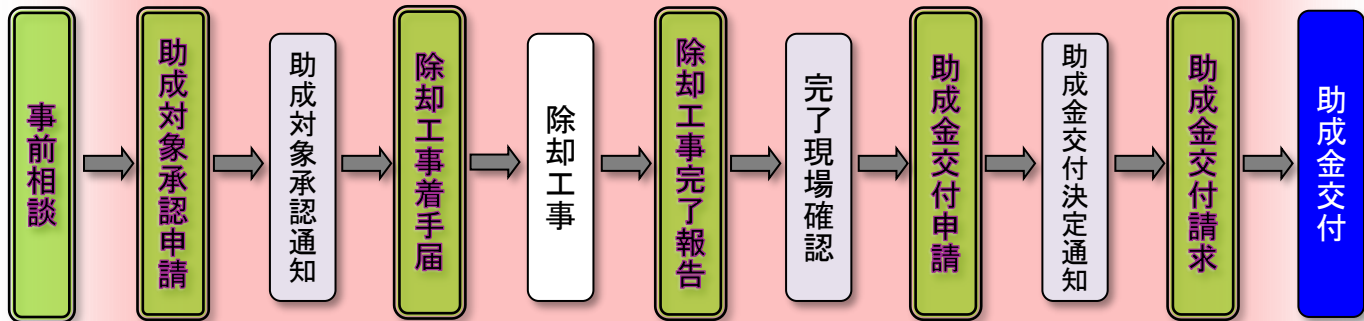 事前相談
助成対象承認申請
助成対象承認通知
除却工事着手届
除却工事
除却工事完了報告
完了現場確認
助成金交付申請
助成金交付決定通知
助成金交付請求
助成金交付